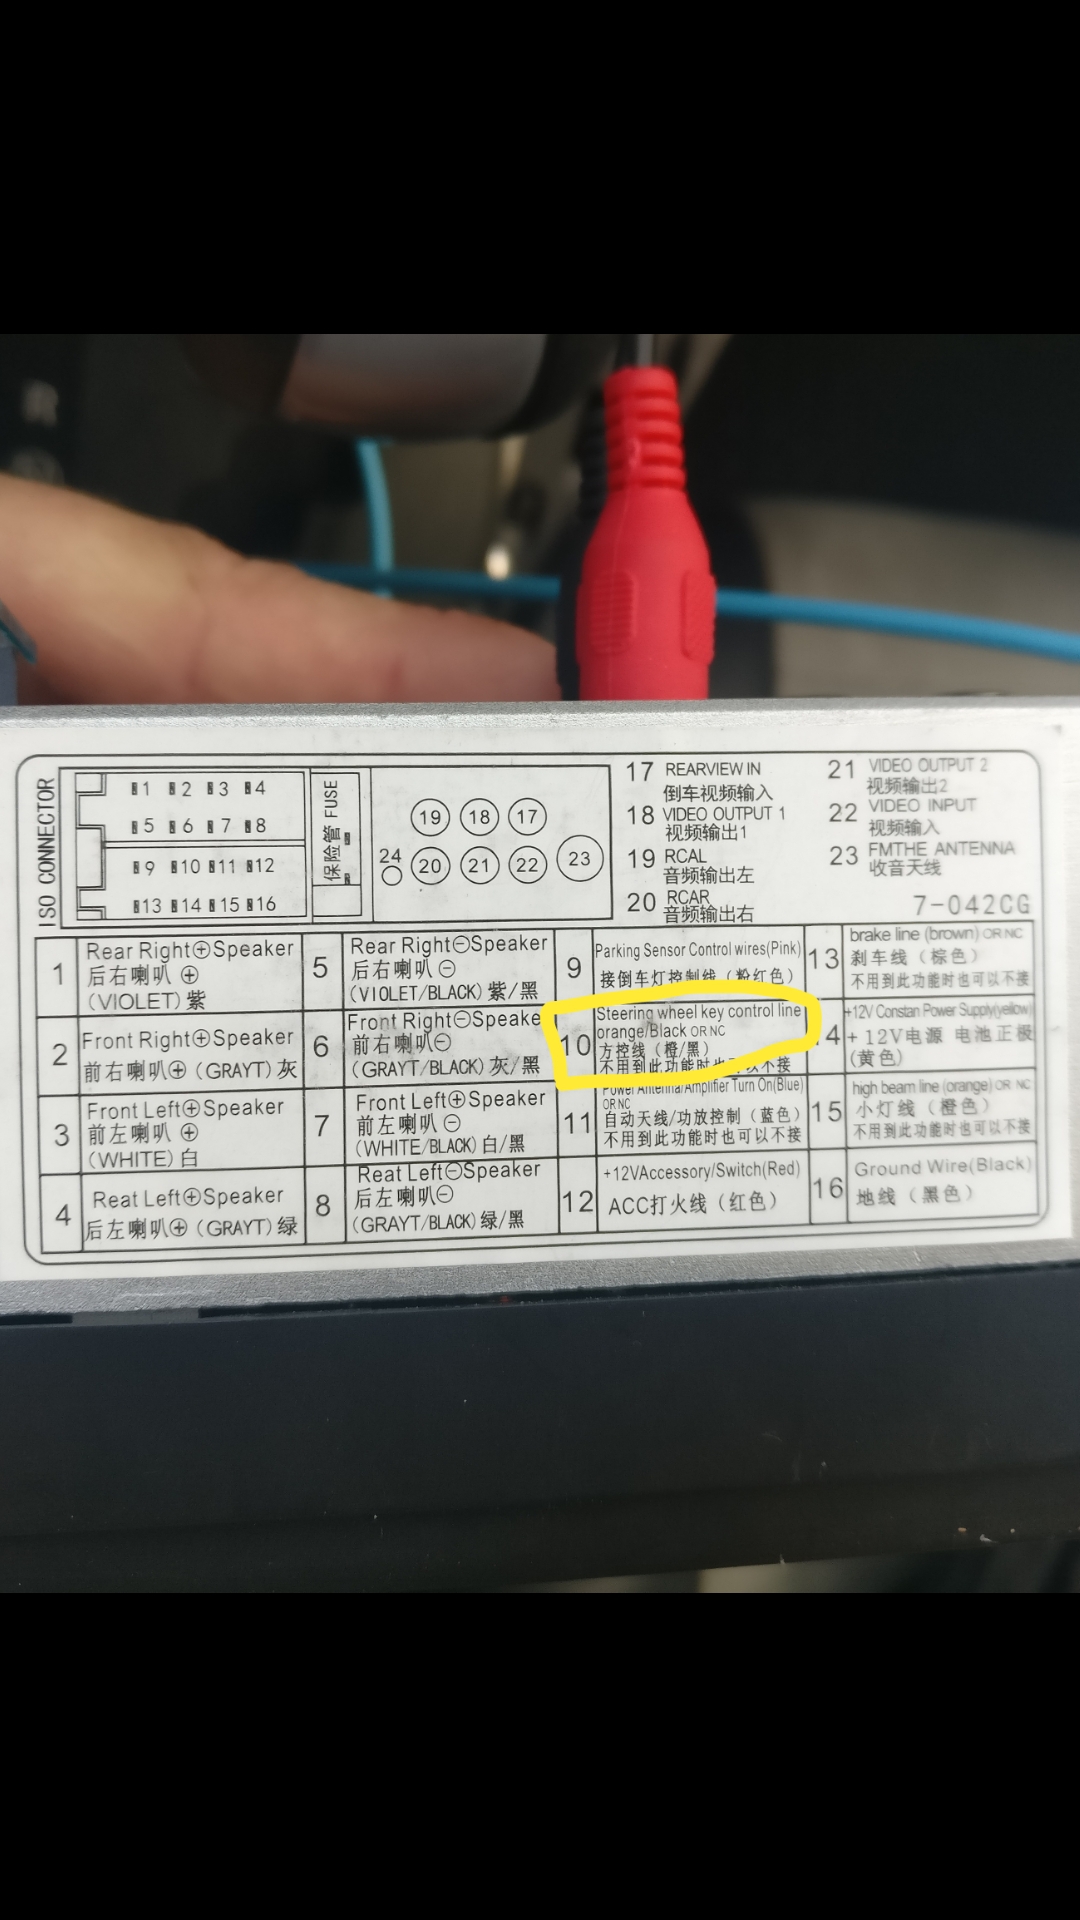 R
ISO CONNECTOR
1 2 3 4
5 6 7 8
9 10 11 12
13 14 15 16
保险管 FUSE
19 18 17
24 20 21 22 23
17 REARVIEW IN
倒车视频输入
18 VIDEO OUTPUT 1
视频输出1
19 RCAL
音频输出左
20 RCAR
音频输出右
21 VIDEO OUTPUT 2
视频输出2
22 VIDEO INPUT
视频输入
23 FMTHE ANTENNA
收音天线
7-042CG
1 Rear Right⊕Speaker
后右喇叭 ⊕
(VIOLET)紫
5 Rear Right⊖Speaker
后右喇叭 ⊖
(VIOLET/BLACK)紫/黑
9 Parking Sensor Control wires(Pink)
接倒车灯控制线（粉红色）
13 brake line (brown) OR NC
刹车线（棕色）
不用到此功能时也可以不接
2 Front Right⊕Speaker
前右喇叭⊕（GRAYT）灰
6 Front Right⊖Speake
前右喇叭⊖
(GRAYT/BLACK)灰/黑
10 Steering wheel key control line
orange/Black OR NC
方控线（橙/黑）
不用到此功能时也可以不接
4 +12V Constan Power Supply(yellow)
+12V电源 电池正极
(黄色)
3 Front Left⊕Speaker
前左喇叭 ⊕
(WHITE)白
7 Front Left⊕Speaker
前左喇叭 ⊖
(WHITE/BLACK)白/黑
11 Power Antenna/Amplifier Turn On(Blue)
OR NC
自动天线/功放控制（蓝色）
不用到此功能时也可以不接
15 high beam line (orange) OR NC
小灯线（橙色）
不用到此功能时也可以不接
4 Reat Left⊕Speaker
后左喇叭⊕（GRAYT）绿
8 Reat Left⊖Speaker
后左喇叭⊖
(GRAYT/BLACK)绿/黑
12 +12VAccessory/Switch(Red)
ACC打火线（红色）
16 Ground Wire(Black)
地线（黑色）